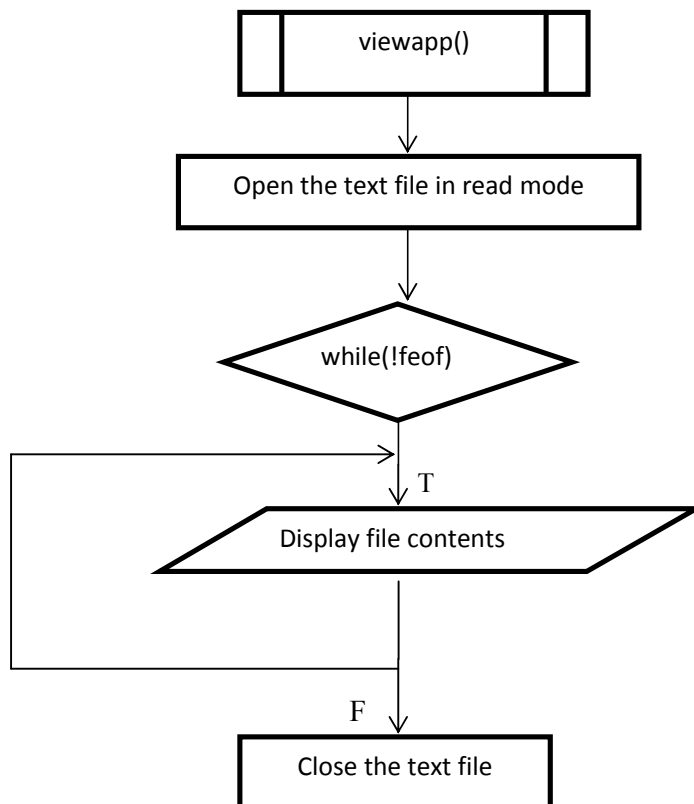 viewapp()
Open the text file in read mode
while(!feof)
T
Display file contents
F
Close the text file